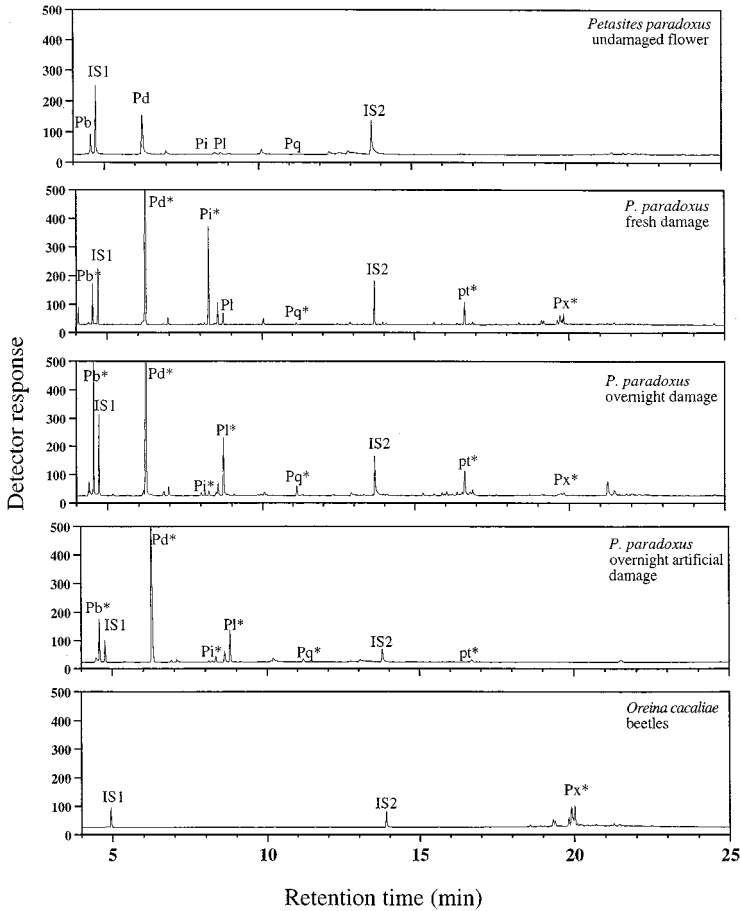 Detector response
500
400
300
200
100
0
Petasites paradoxus
undamaged flower
Pb
IS1
Pd
Pi
Pl
Pq
IS2
500
400
300
200
100
0
P. paradoxus
fresh damage
Pb*
IS1
Pd*
Pi*
Pl
Pq*
IS2
pt*
Px*
500
400
300
200
100
0
P. paradoxus
overnight damage
Pb*
IS1
Pd*
Pi*
Pl*
Pq*
IS2
pt*
Px*
500
400
300
200
100
0
P. paradoxus
overnight artificial
damage
Pb*
IS1
Pd*
Pi*
Pl*
Pq*
IS2
pt*
500
400
300
200
100
0
Oreina cacaliae
beetles
IS1
IS2
Px*
5 10 15 20 25
Retention time (min)